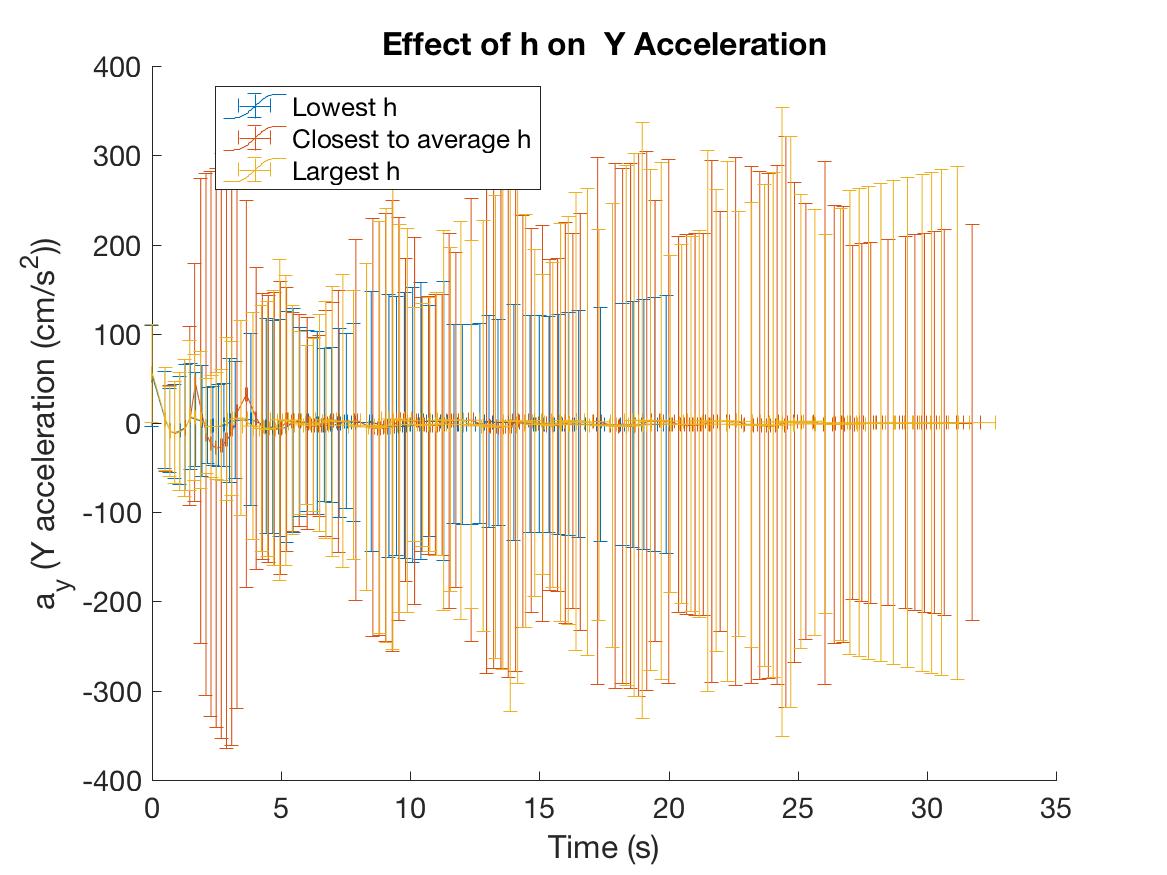 Effect of h on  Y Acceleration
400
300
200
100
0
-100
-200
-300
-400
a_y (Y acceleration (cm/s^2))
Lowest h
Closest to average h
Largest h
0 5 10 15 20 25 30 35
Time (s)